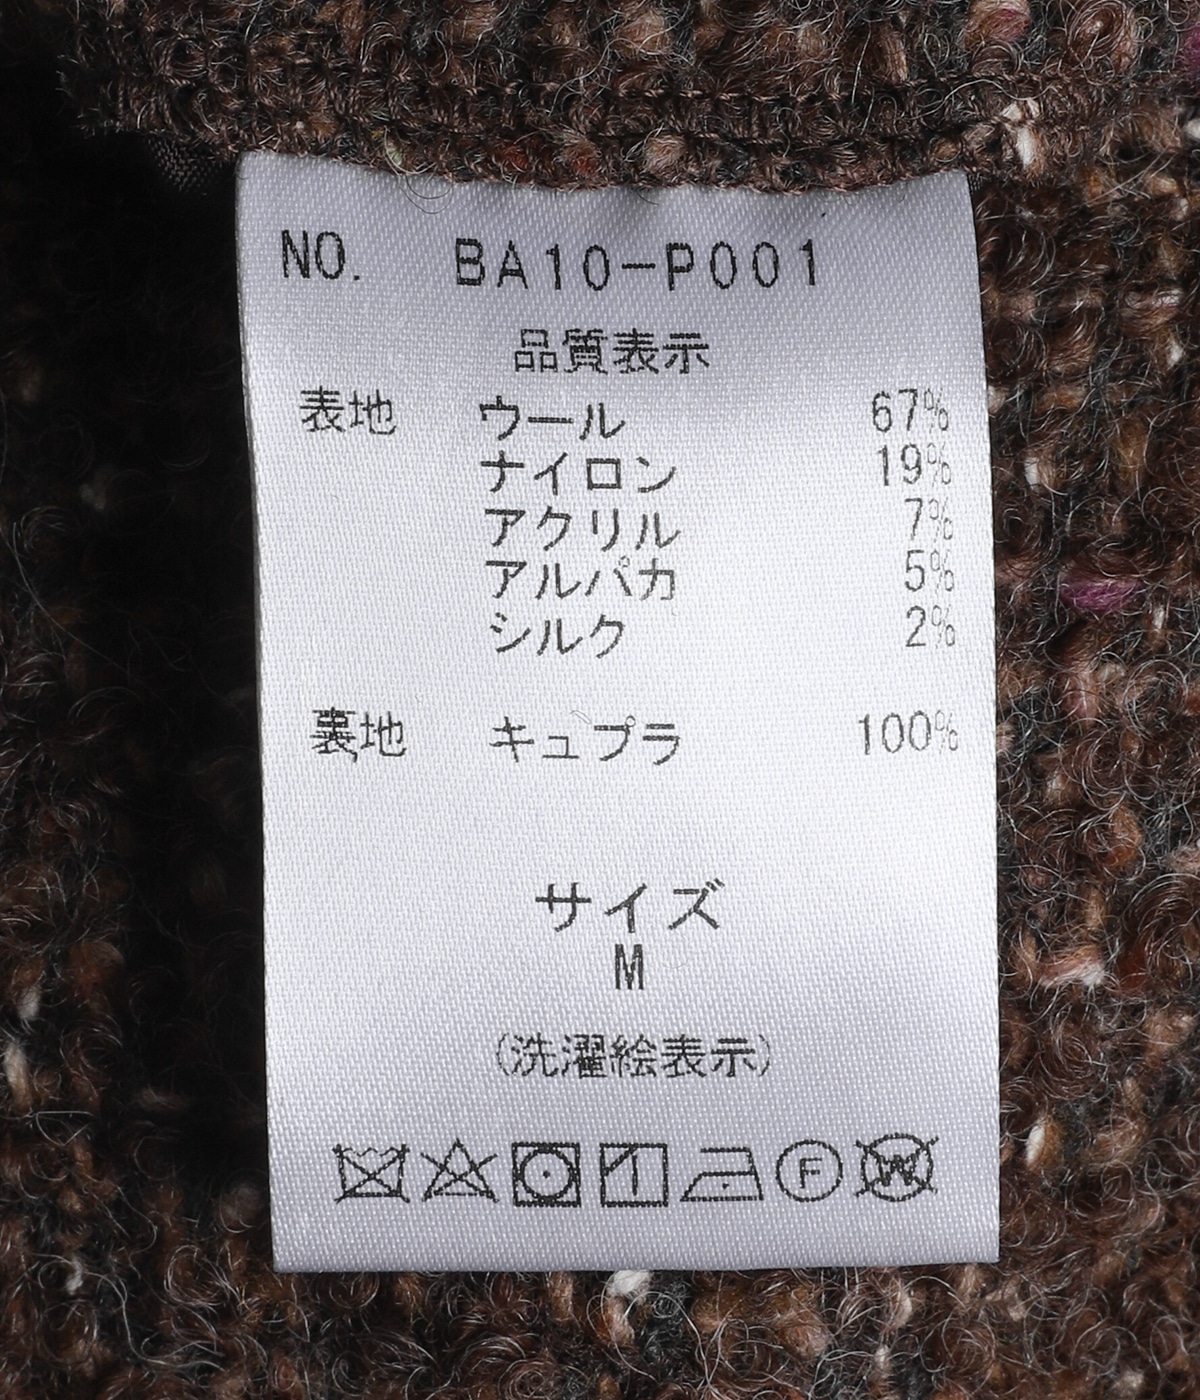 NO. BA10-P001
品質表示
表地 ウール 67%
ナイロン 19%
アクリル 7%
アルパカ 5%
シルク 2%
裏地 キュプラ 100%
サイズ
M
(洗濯絵表示)
F W